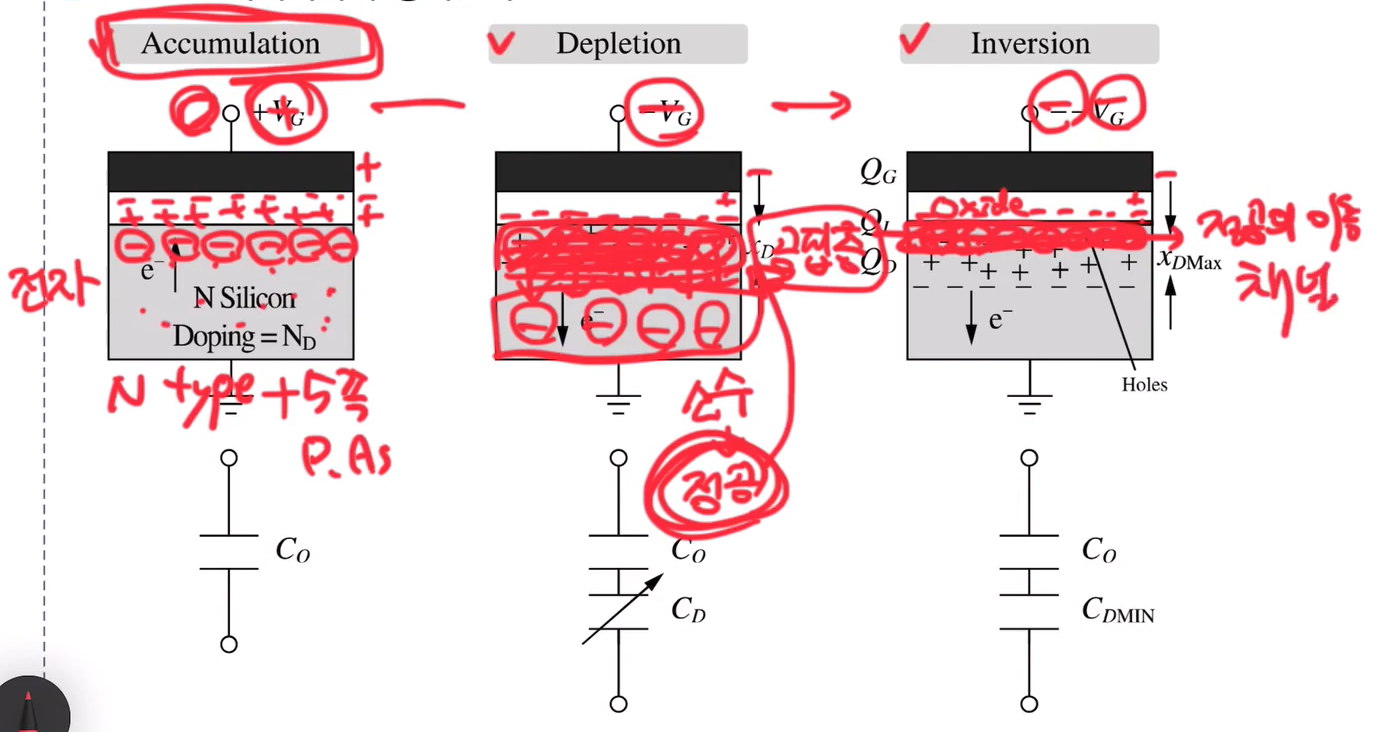 Accumulation
Depletion
Inversion
+V_G
−V_G
−−V_G
Q_G
Oxide
Q_I
정공의 이동
채널
x_D
공핍층
Q_D
x_DMax
전자
e⁻
N Silicon
Doping = N_D
e⁻
e⁻
Holes
N type + 5족
P. As
소수
정공
C_O
C_O
C_D
C_O
C_DMIN